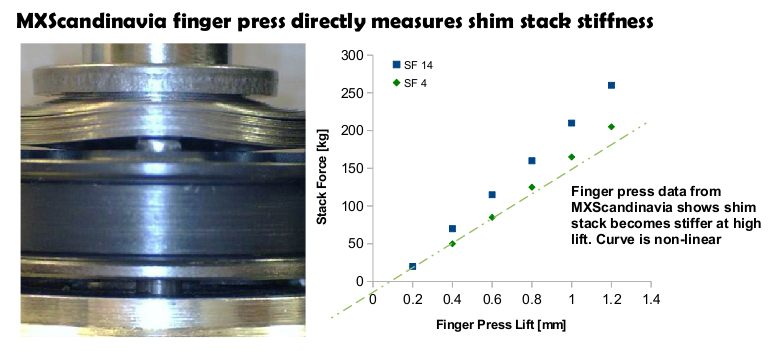 MXScandinavia finger press directly measures shim stack stiffness
300
250
200
150
100
50
0
Stack Force [kg]
SF 14
SF 4
Finger press data from
MXScandinavia shows shim
stack becomes stiffer at high
lift. Curve is non-linear
0 0.2 0.4 0.6 0.8 1 1.2 1.4
Finger Press Lift [mm]